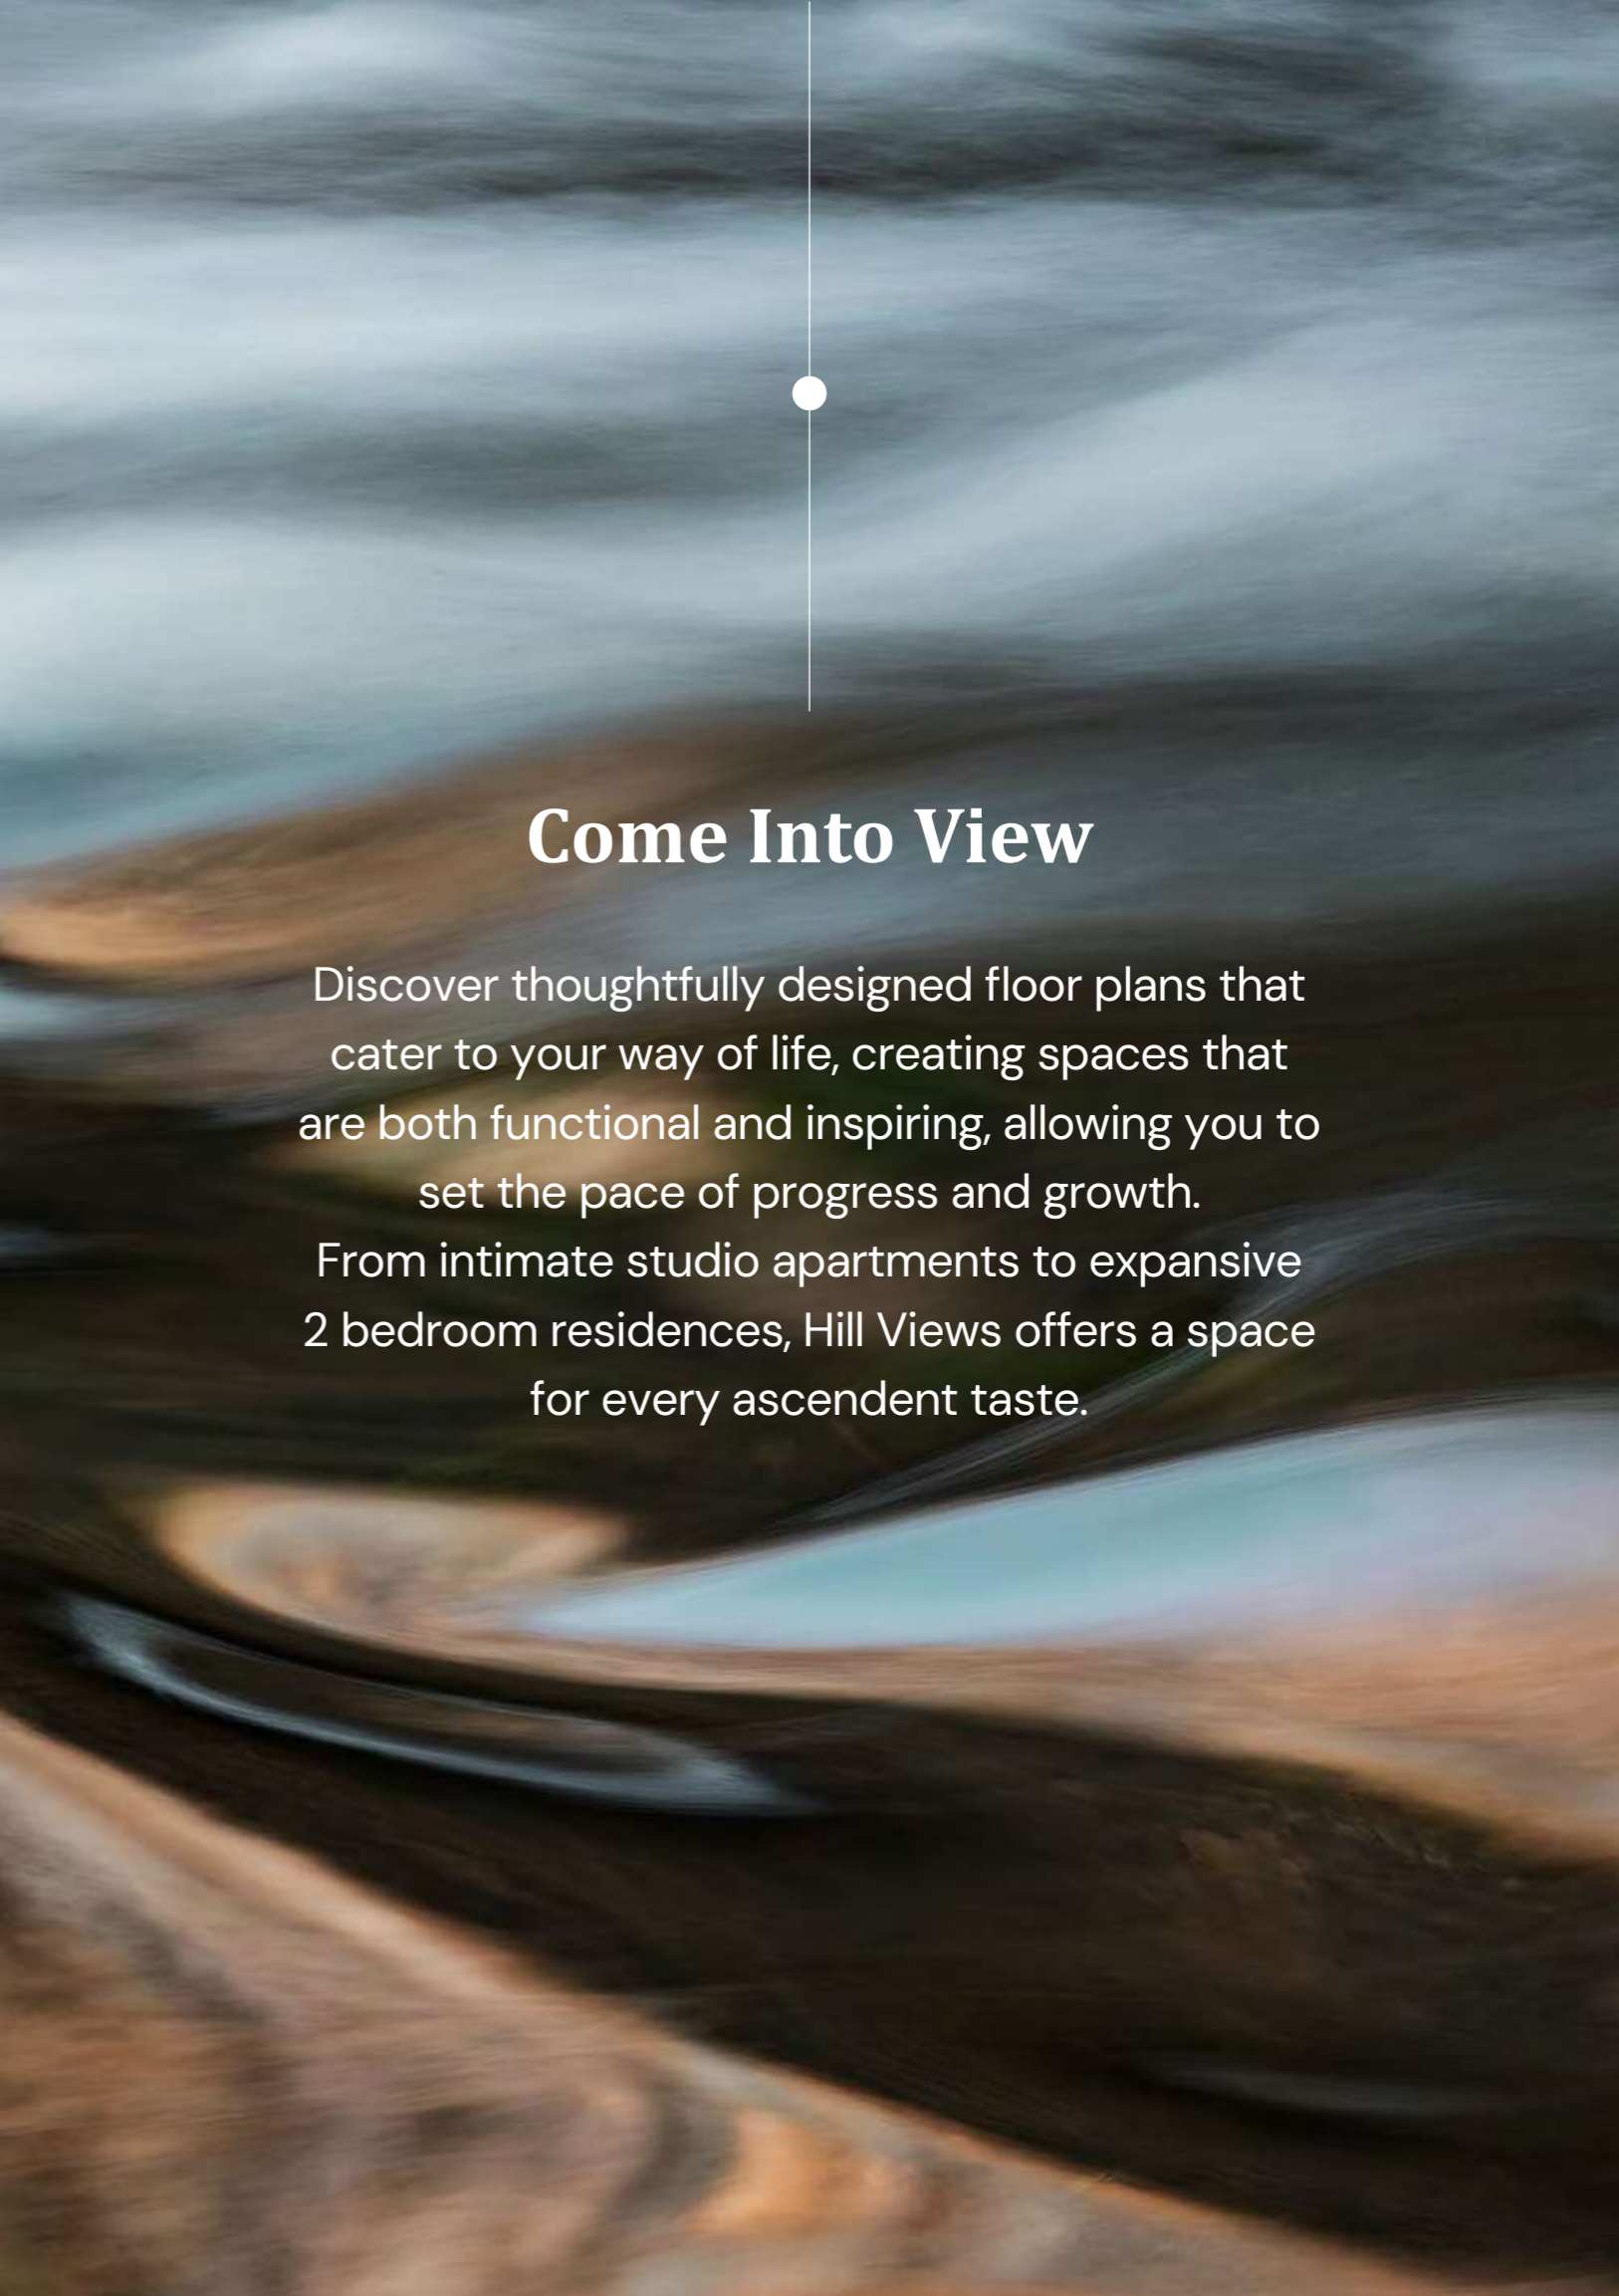 Come Into View
Discover thoughtfully designed floor plans that
cater to your way of life, creating spaces that
are both functional and inspiring, allowing you to
set the pace of progress and growth.
From intimate studio apartments to expansive
2 bedroom residences, Hill Views offers a space
for every ascendent taste.